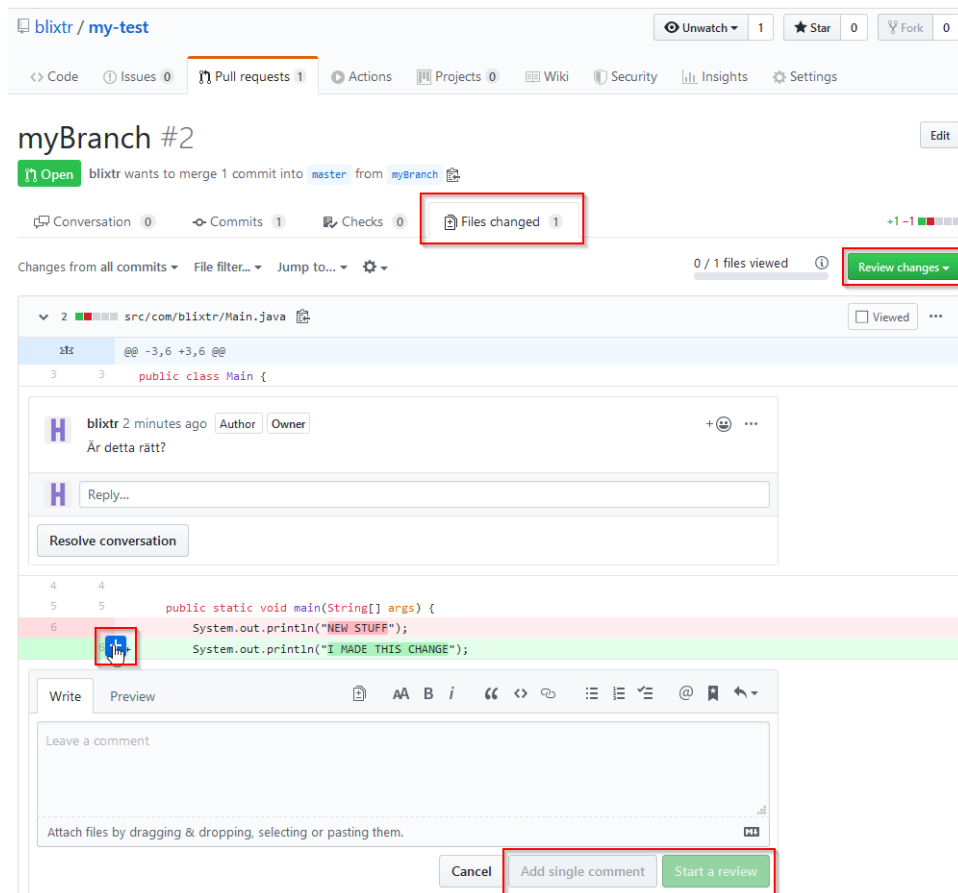 blixtr / my-test Unwatch 1 Star 0 Fork 0
Code Issues 0 Pull requests 1 Actions Projects 0 Wiki Security Insights Settings
myBranch #2 Edit
Open blixtr wants to merge 1 commit into master from myBranch
Conversation 0 Commits 1 Checks 0 Files changed 1 +1 −1
Changes from all commits File filter... Jump to... 0 / 1 files viewed Review changes
2 src/com/blixtr/Main.java Viewed
@@ -3,6 +3,6 @@
3 3 public class Main {
blixtr 2 minutes ago Author Owner
Är detta rätt?
Reply...
Resolve conversation
4 4
5 5 public static void main(String[] args) {
6 System.out.println("NEW STUFF");
System.out.println("I MADE THIS CHANGE");
Write Preview AA B i
Leave a comment
Attach files by dragging & dropping, selecting or pasting them.
Cancel Add single comment Start a review